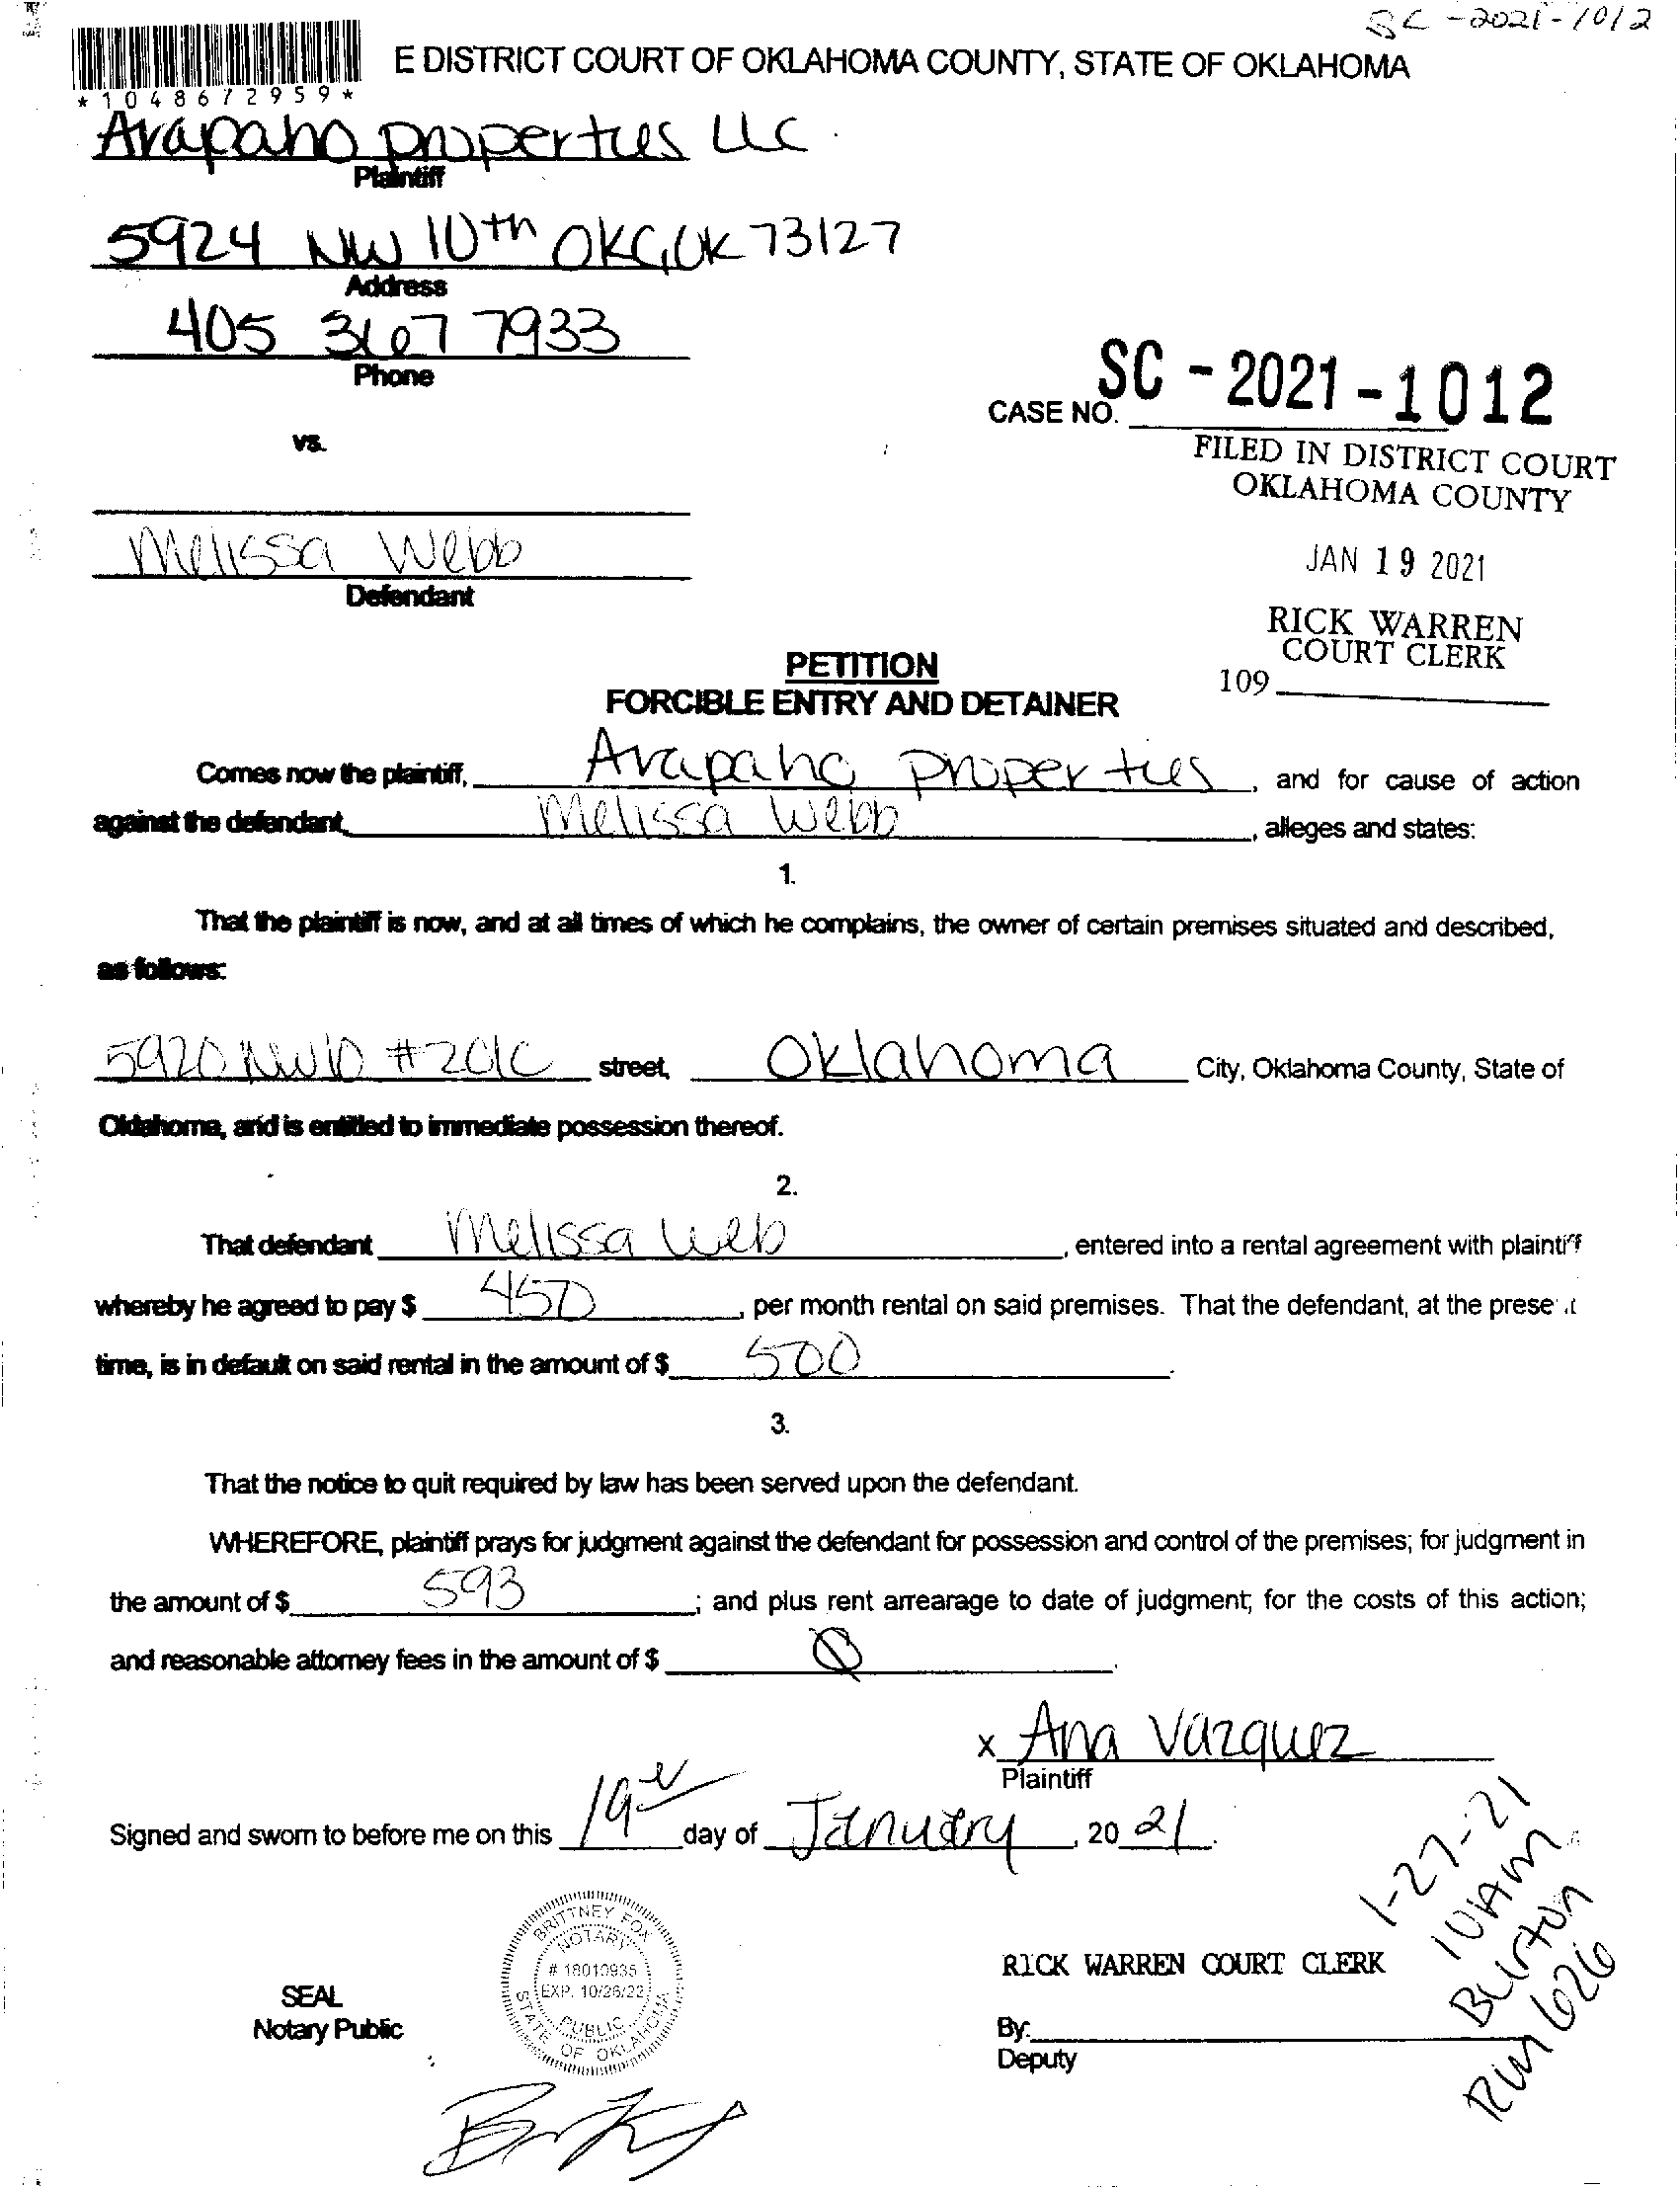 SC-2021-1012
E DISTRICT COURT OF OKLAHOMA COUNTY, STATE OF OKLAHOMA
*1048672959*
Arapaho properties LLC.
Plaintiff
5924 NW 10th OKC, OK 73127
Address
405 367 7933
Phone
CASE NO. SC - 2021 - 1012
vs.
FILED IN DISTRICT COURT
OKLAHOMA COUNTY
Melissa Webb
Defendant
JAN 19 2021
RICK WARREN
COURT CLERK
109
PETITION
FORCIBLE ENTRY AND DETAINER
Comes now the plaintiff, Arapaho properties, and for cause of action
against the defendant, Melissa Webb, alleges and states:
1.
That the plaintiff is now, and at all times of which he complains, the owner of certain premises situated and described,
as follows:
5920 NW 10 #201C street, Oklahoma City, Oklahoma County, State of
Oklahoma, and is entitled to immediate possession thereof.
2.
That defendant Melissa Web, entered into a rental agreement with plaintiff
whereby he agreed to pay $ 450, per month rental on said premises. That the defendant, at the present
time, is in default on said rental in the amount of $ 500.
3.
That the notice to quit required by law has been served upon the defendant.
WHEREFORE, plaintiff prays for judgment against the defendant for possession and control of the premises; for judgment in
the amount of $ 593; and plus rent arrearage to date of judgment; for the costs of this action;
and reasonable attorney fees in the amount of $ 0.
x Ana Vazquez
Plaintiff
Signed and sworn to before me on this 19 day of January, 2021.
1-27-21
10AM
Burton
RM 626
BRITTNEY FOX
NOTARY
# 18010935
EXP. 10/26/22
PUBLIC
STATE OF OKLAHOMA
SEAL
Notary Public
RICK WARREN COURT CLERK
By:
Deputy